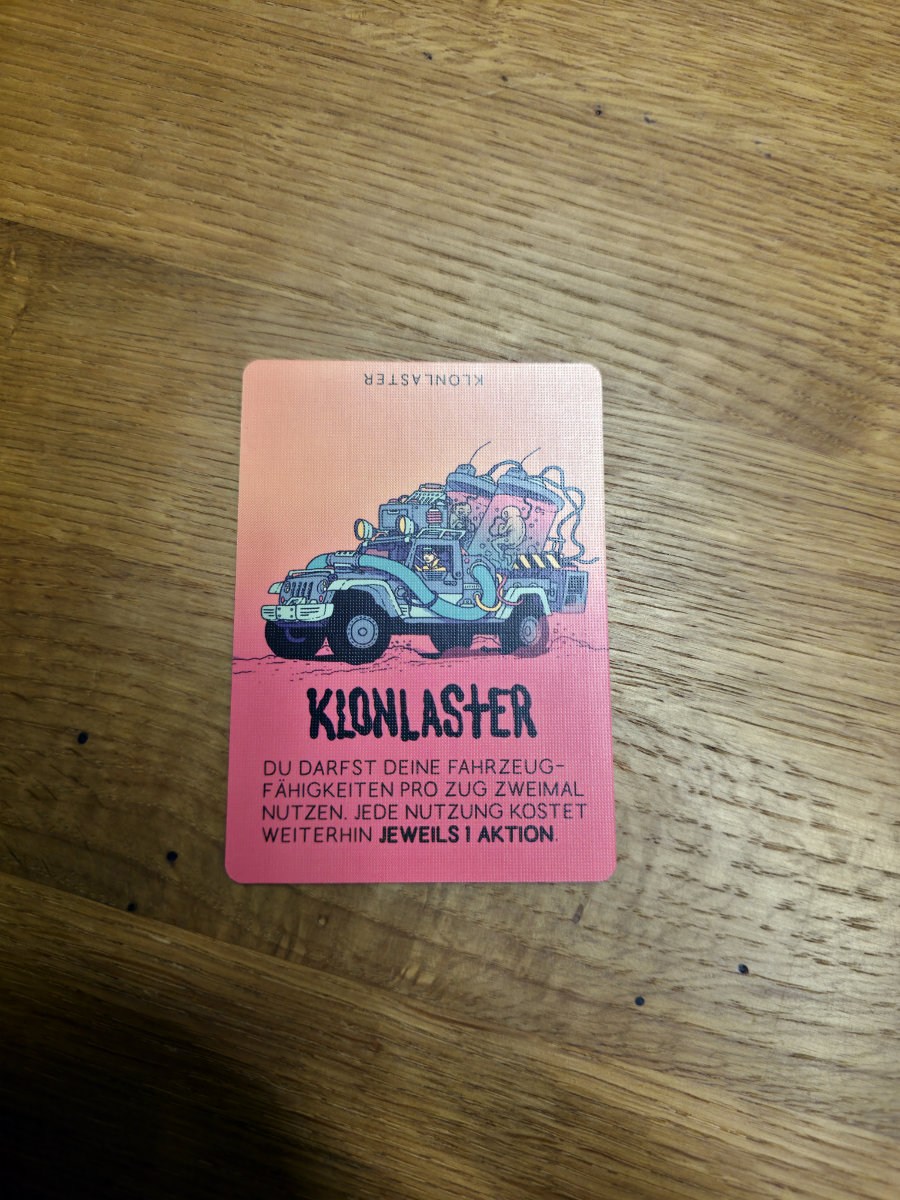 KLONLASTER
KLONLASTER
DU DARFST DEINE FAHRZEUG-
FÄHIGKEITEN PRO ZUG ZWEIMAL
NUTZEN. JEDE NUTZUNG KOSTET
WEITERHIN JEWEILS 1 AKTION.